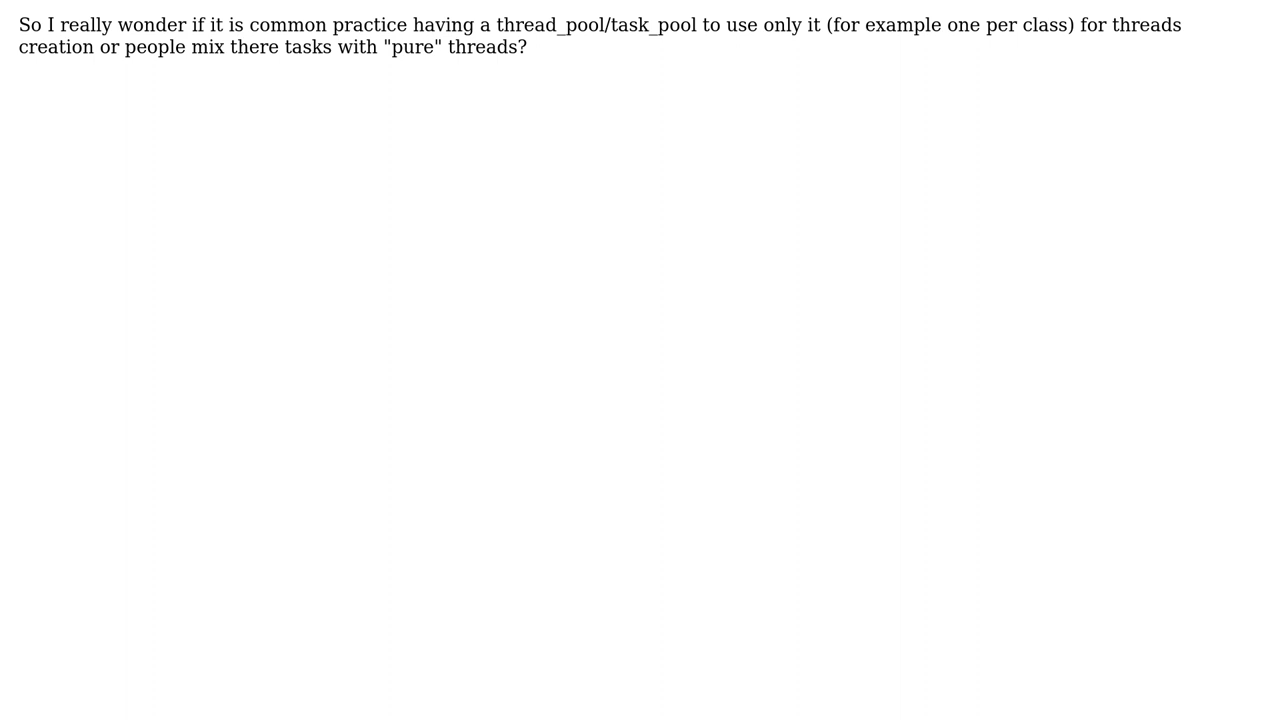 So I really wonder if it is common practice having a thread_pool/task_pool to use only it (for example one per class) for threads
creation or people mix there tasks with "pure" threads?